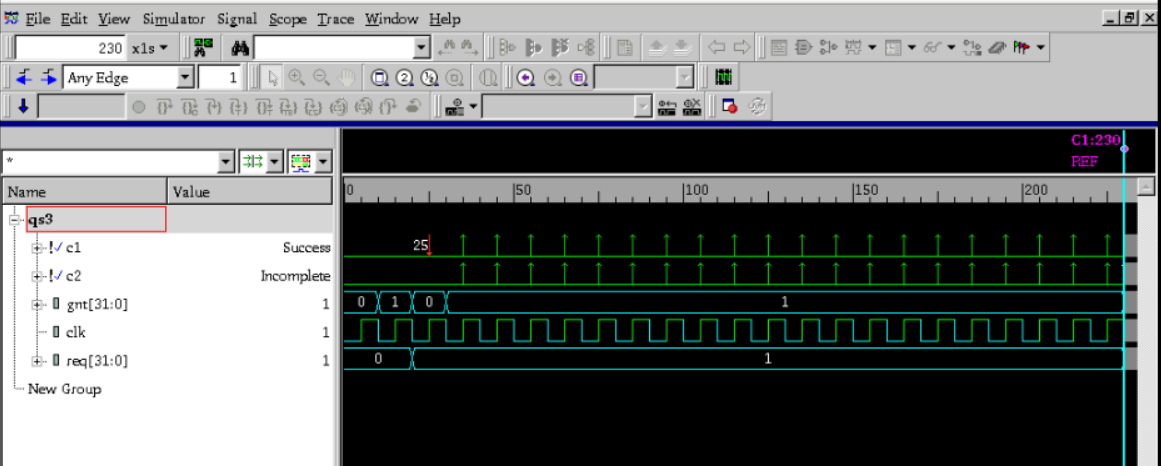 File Edit View Simulator Signal Scope Trace Window Help
230 x1s
Any Edge 1
C1:230
REF
*
Name Value
0 50 100 150 200
qs3
c1 Success 25
c2 Incomplete
gnt[31:0] 1 0 1 0 1
clk 1
req[31:0] 1 0 1
New Group